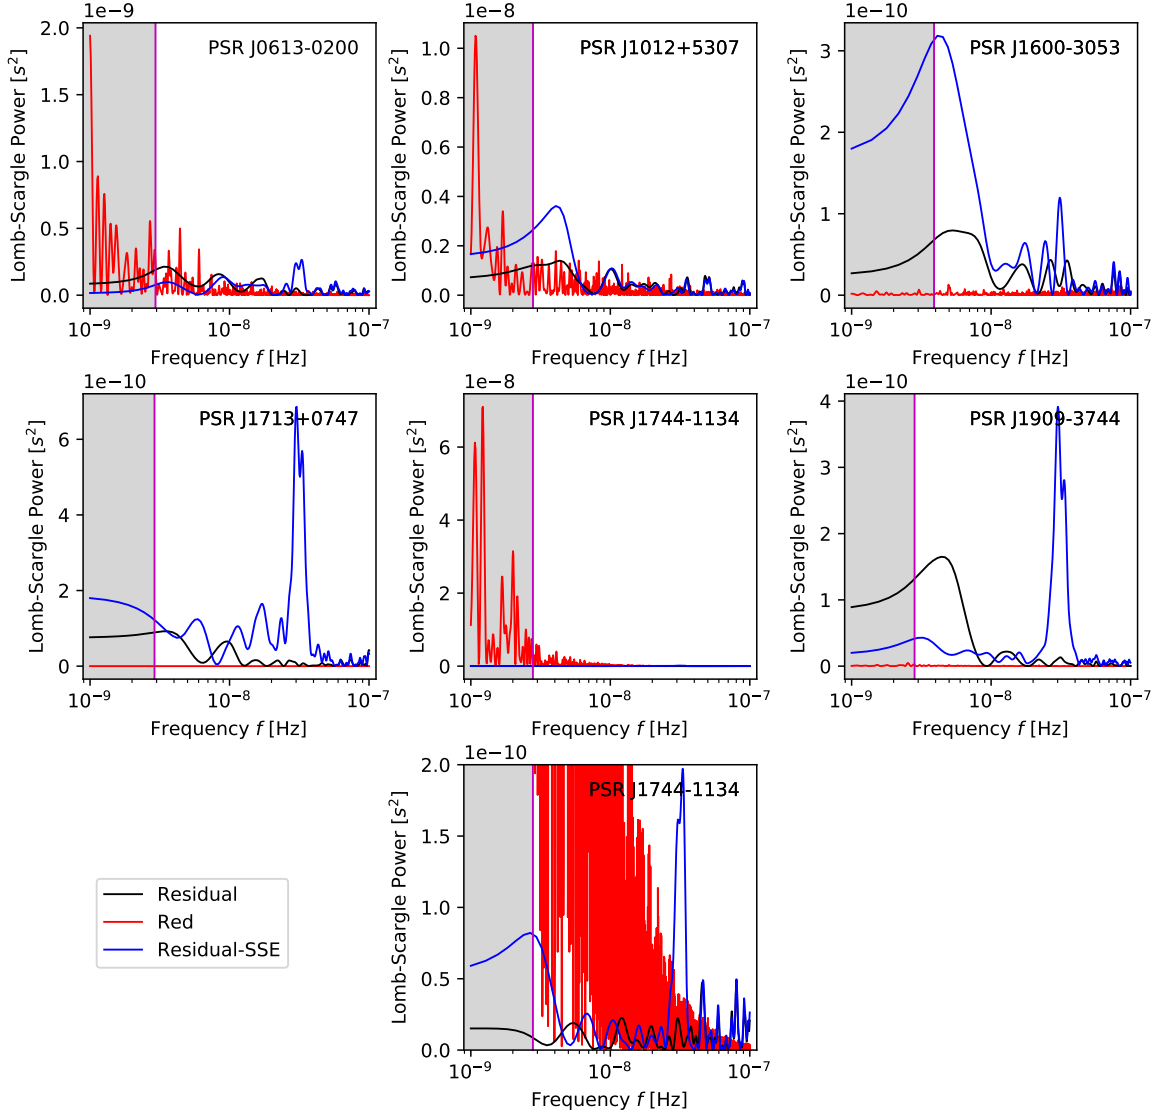 1e−9
PSR J0613-0200
Lomb-Scargle Power [s²]
2.0
1.5
1.0
0.5
0.0
10⁻⁹ 10⁻⁸ 10⁻⁷
Frequency f [Hz]
1e−8
PSR J1012+5307
Lomb-Scargle Power [s²]
1.0
0.8
0.6
0.4
0.2
0.0
10⁻⁹ 10⁻⁸ 10⁻⁷
Frequency f [Hz]
1e−10
PSR J1600-3053
Lomb-Scargle Power [s²]
3
2
1
0
10⁻⁹ 10⁻⁸ 10⁻⁷
Frequency f [Hz]
1e−10
PSR J1713+0747
Lomb-Scargle Power [s²]
6
4
2
0
10⁻⁹ 10⁻⁸ 10⁻⁷
Frequency f [Hz]
1e−8
PSR J1744-1134
Lomb-Scargle Power [s²]
6
4
2
0
10⁻⁹ 10⁻⁸ 10⁻⁷
Frequency f [Hz]
1e−10
PSR J1909-3744
Lomb-Scargle Power [s²]
4
3
2
1
0
10⁻⁹ 10⁻⁸ 10⁻⁷
Frequency f [Hz]
Residual
Red
Residual-SSE
1e−10
PSR J1744-1134
Lomb-Scargle Power [s²]
2.0
1.5
1.0
0.5
0.0
10⁻⁹ 10⁻⁸ 10⁻⁷
Frequency f [Hz]